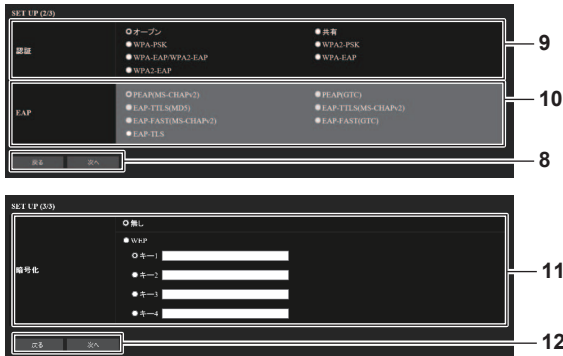 SET UP (2/3)
認証
オープン
共有
WPA-PSK
WPA2-PSK
WPA-EAP/WPA2-EAP
WPA-EAP
WPA2-EAP
9
EAP
PEAP(MS-CHAPv2)
PEAP(GTC)
EAP-TTLS(MD5)
EAP-TTLS(MS-CHAPv2)
EAP-FAST(MS-CHAPv2)
EAP-FAST(GTC)
EAP-TLS
10
戻る
次へ
8
SET UP (3/3)
暗号化
無し
WEP
キー1
キー2
キー3
キー4
11
戻る
次へ
12